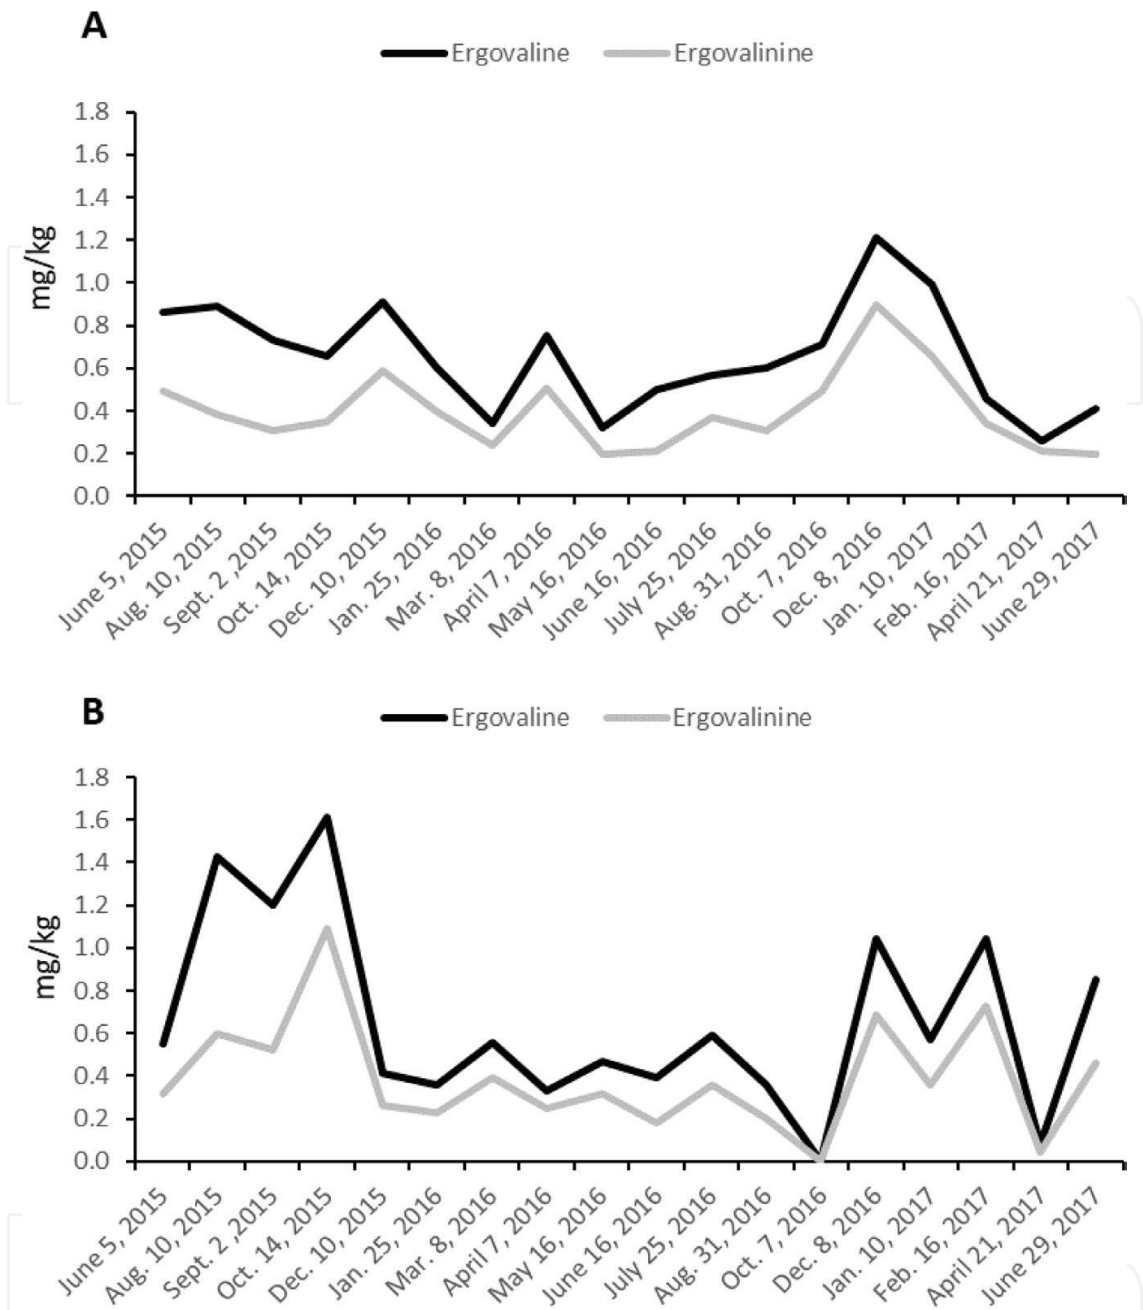 A
Ergovaline Ergovalinine
1.8
1.6
1.4
1.2
1.0
0.8
0.6
0.4
0.2
0.0
mg/kg
June 5, 2015
Aug. 10, 2015
Sept. 2 ,2015
Oct. 14, 2015
Dec. 10, 2015
Jan. 25, 2016
Mar. 8, 2016
April 7, 2016
May 16, 2016
June 16, 2016
July 25, 2016
Aug. 31, 2016
Oct. 7, 2016
Dec. 8, 2016
Jan. 10, 2017
Feb. 16, 2017
April 21, 2017
June 29, 2017
B
Ergovaline Ergovalinine
1.8
1.6
1.4
1.2
1.0
0.8
0.6
0.4
0.2
0.0
mg/kg
June 5, 2015
Aug. 10, 2015
Sept. 2 ,2015
Oct. 14, 2015
Dec. 10, 2015
Jan. 25, 2016
Mar. 8, 2016
April 7, 2016
May 16, 2016
June 16, 2016
July 25, 2016
Aug. 31, 2016
Oct. 7, 2016
Dec. 8, 2016
Jan. 10, 2017
Feb. 16, 2017
April 21, 2017
June 29, 2017